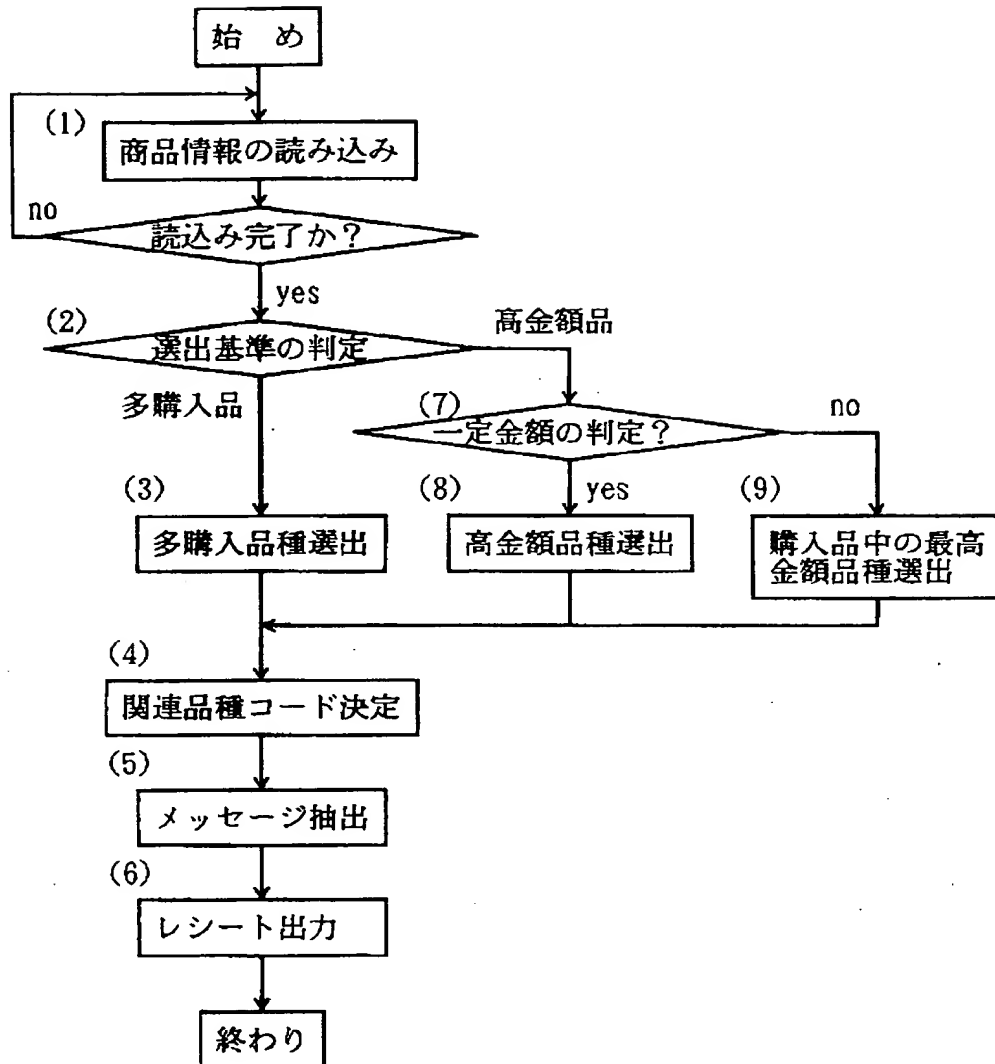 始 め
(1)
商品情報の読み込み
no
読込み完了か?
yes
(2)
高金額品
選出基準の判定
多購入品
(7)
no
一定金額の判定?
(3)
(8)
yes
(9)
多購入品種選出
高金額品種選出
購入品中の最高
金額品種選出
(4)
関連品種コード決定
(5)
メッセージ抽出
(6)
レシート出力
終わり